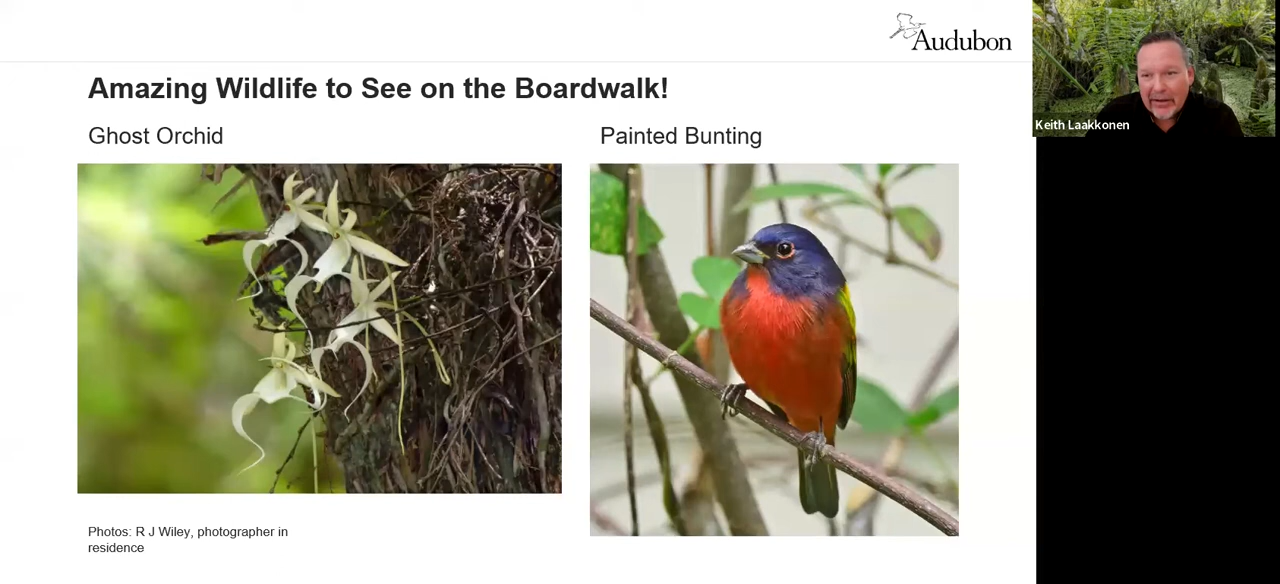 Audubon
Amazing Wildlife to See on the Boardwalk!
Ghost Orchid
Painted Bunting
Keith Laakkonen
Photos: R J Wiley, photographer in
residence